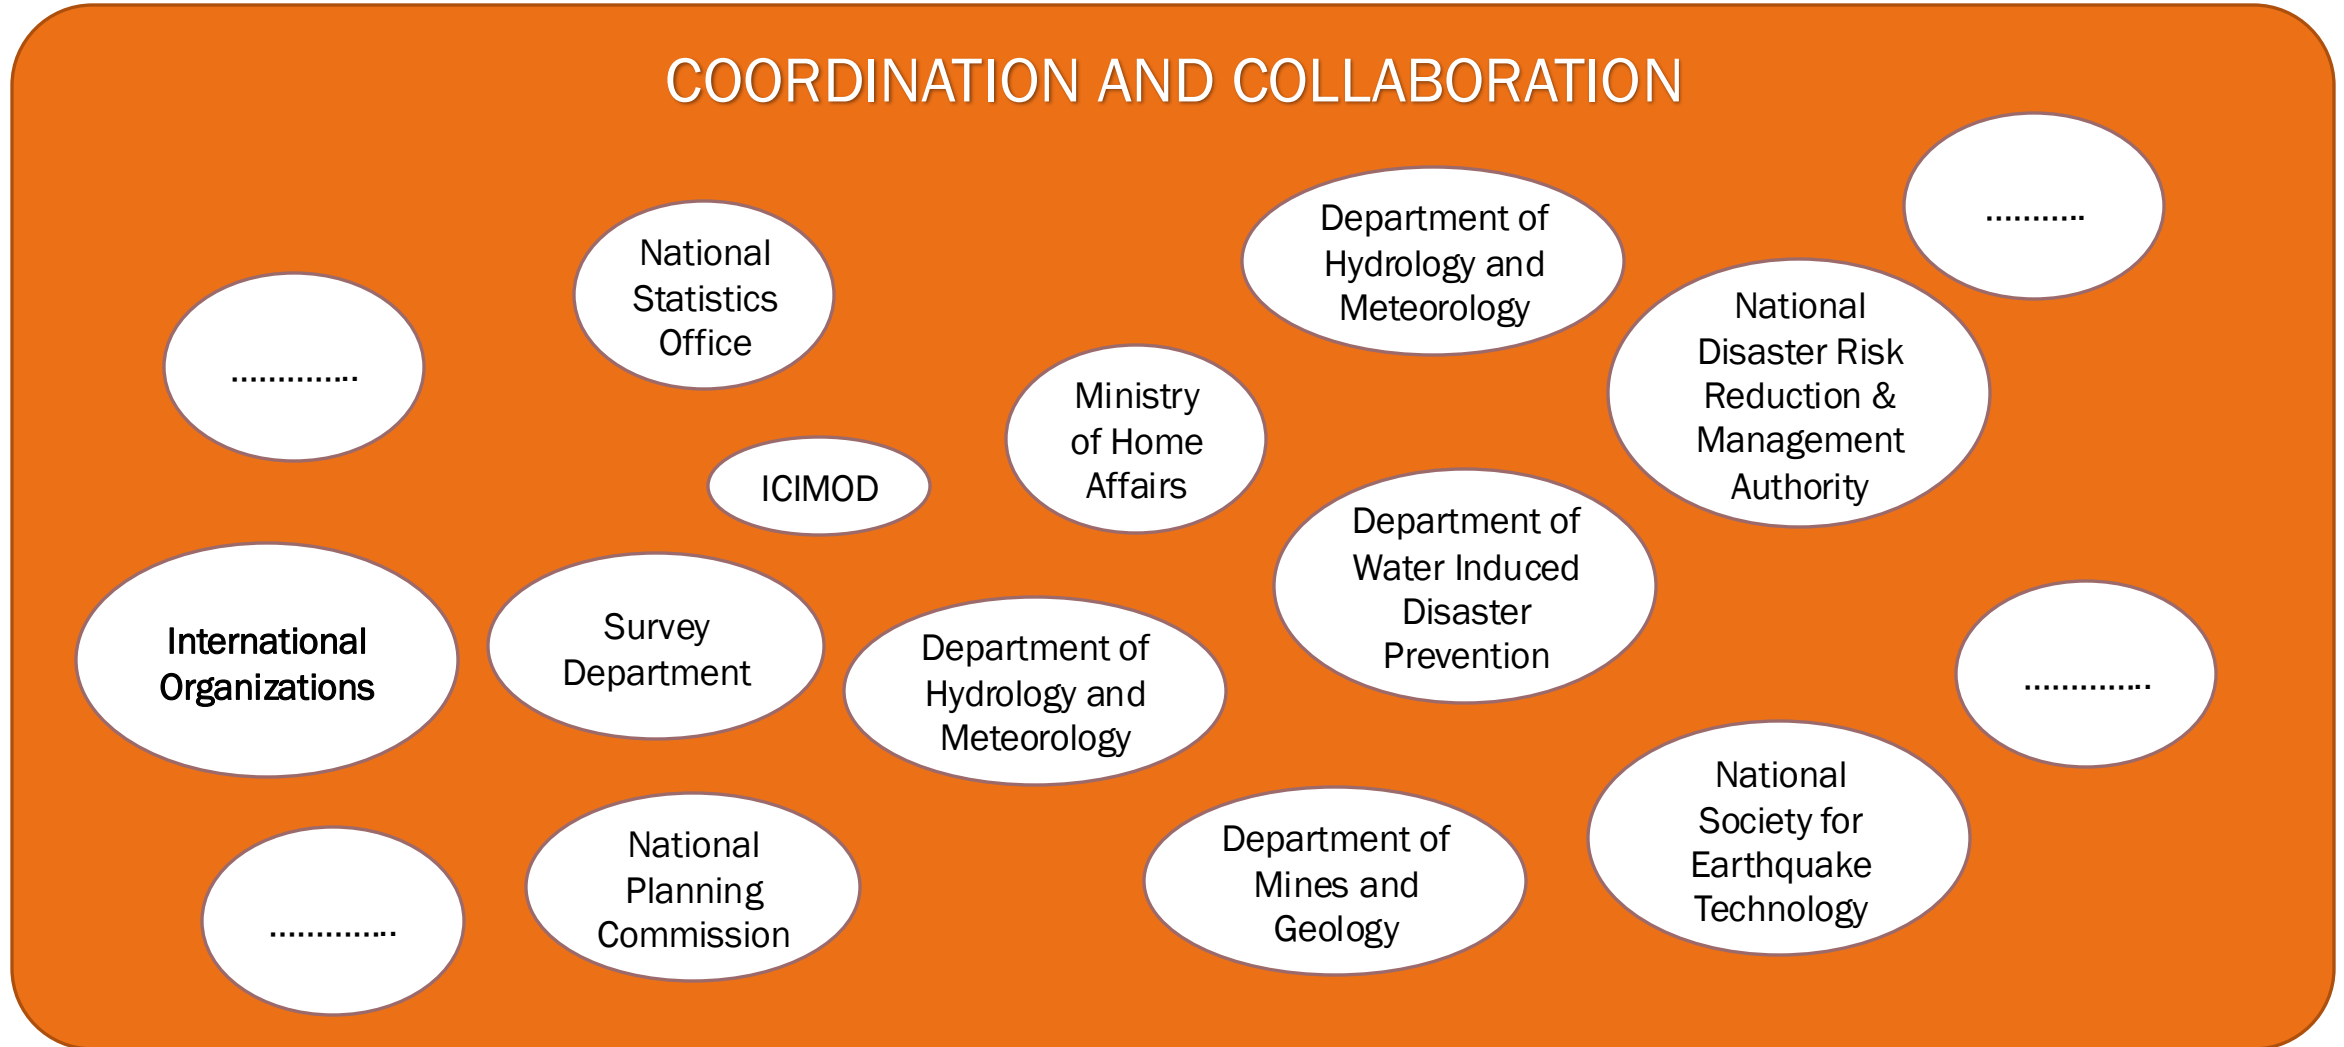 COORDINATION AND COLLABORATION
...........
Department of
Hydrology and
Meteorology
National
Statistics
Office
National
Disaster Risk
Reduction &
Management
Authority
..............
Ministry
of Home
Affairs
ICIMOD
Department of
Water Induced
Disaster
Prevention
International
Organizations
Survey
Department
Department of
Hydrology and
Meteorology
..............
National
Society for
Earthquake
Technology
National
Planning
Commission
Department of
Mines and
Geology
..............